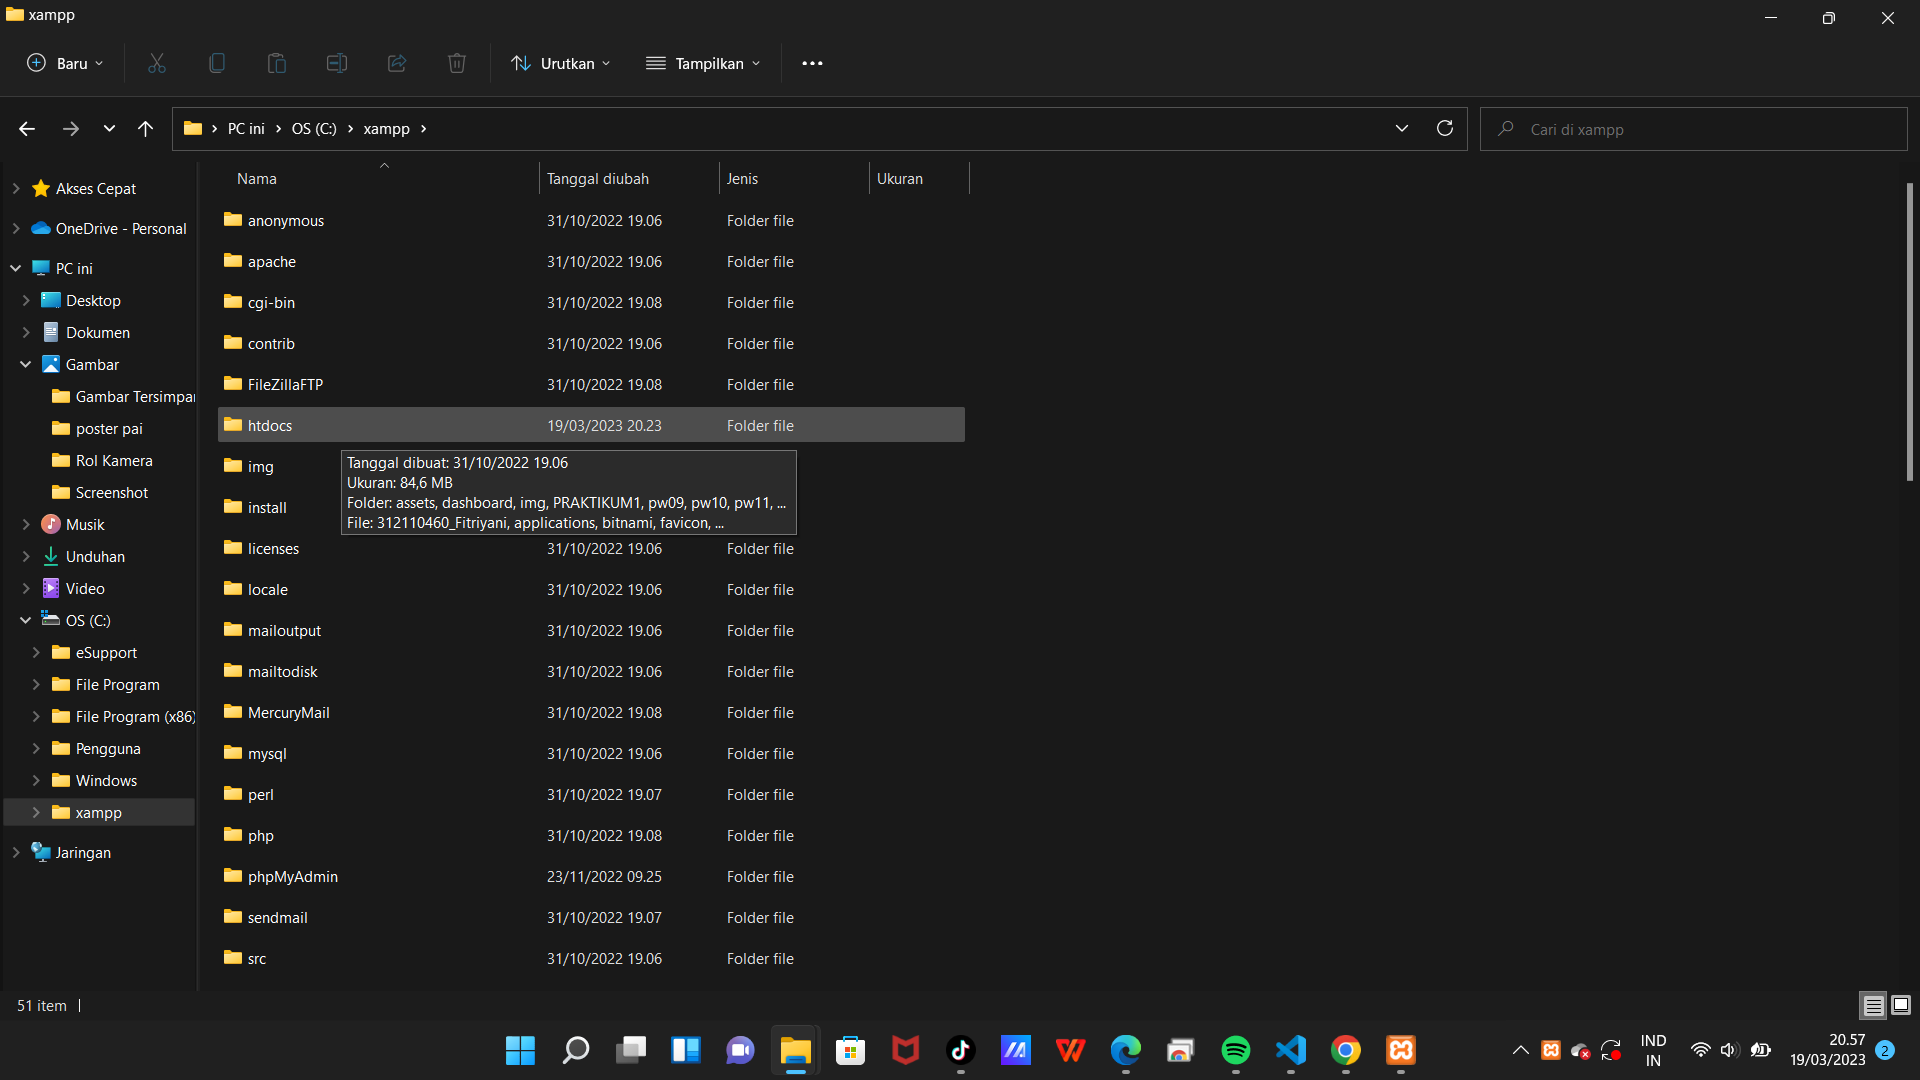 xampp
Baru
Urutkan
Tampilkan
PC ini
OS (C:)
xampp
Cari di xampp
Akses Cepat
OneDrive - Personal
PC ini
Desktop
Dokumen
Gambar
Gambar Tersimpa
poster pai
Rol Kamera
Screenshot
Musik
Unduhan
Video
OS (C:)
eSupport
File Program
File Program (x86)
Pengguna
Windows
xampp
Jaringan
Nama Tanggal diubah Jenis Ukuran
anonymous 31/10/2022 19.06 Folder file
apache 31/10/2022 19.06 Folder file
cgi-bin 31/10/2022 19.08 Folder file
contrib 31/10/2022 19.06 Folder file
FileZillaFTP 31/10/2022 19.08 Folder file
htdocs 19/03/2023 20.23 Folder file
img
install
Tanggal dibuat: 31/10/2022 19.06
Ukuran: 84,6 MB
Folder: assets, dashboard, img, PRAKTIKUM1, pw09, pw10, pw11, ...
File: 312110460_Fitriyani, applications, bitnami, favicon, ...
licenses 31/10/2022 19.06 Folder file
locale 31/10/2022 19.06 Folder file
mailoutput 31/10/2022 19.06 Folder file
mailtodisk 31/10/2022 19.06 Folder file
MercuryMail 31/10/2022 19.08 Folder file
mysql 31/10/2022 19.06 Folder file
perl 31/10/2022 19.07 Folder file
php 31/10/2022 19.08 Folder file
phpMyAdmin 23/11/2022 09.25 Folder file
sendmail 31/10/2022 19.07 Folder file
src 31/10/2022 19.06 Folder file
51 item
IND
IN
20.57
19/03/2023
2